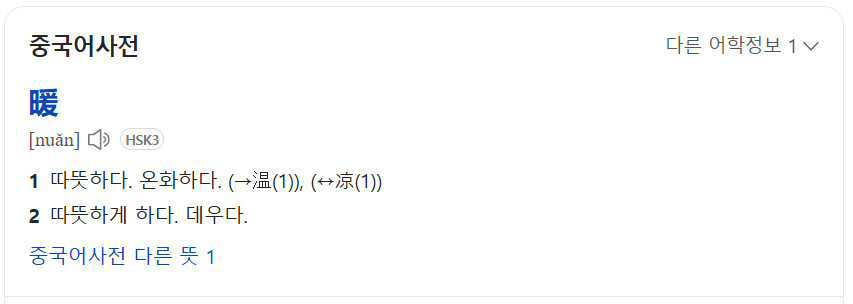 중국어사전
다른 어학정보 1
暖
[nuǎn] HSK3
1 따뜻하다. 온화하다. (→温(1)), (↔凉(1))
2 따뜻하게 하다. 데우다.
중국어사전 다른 뜻 1